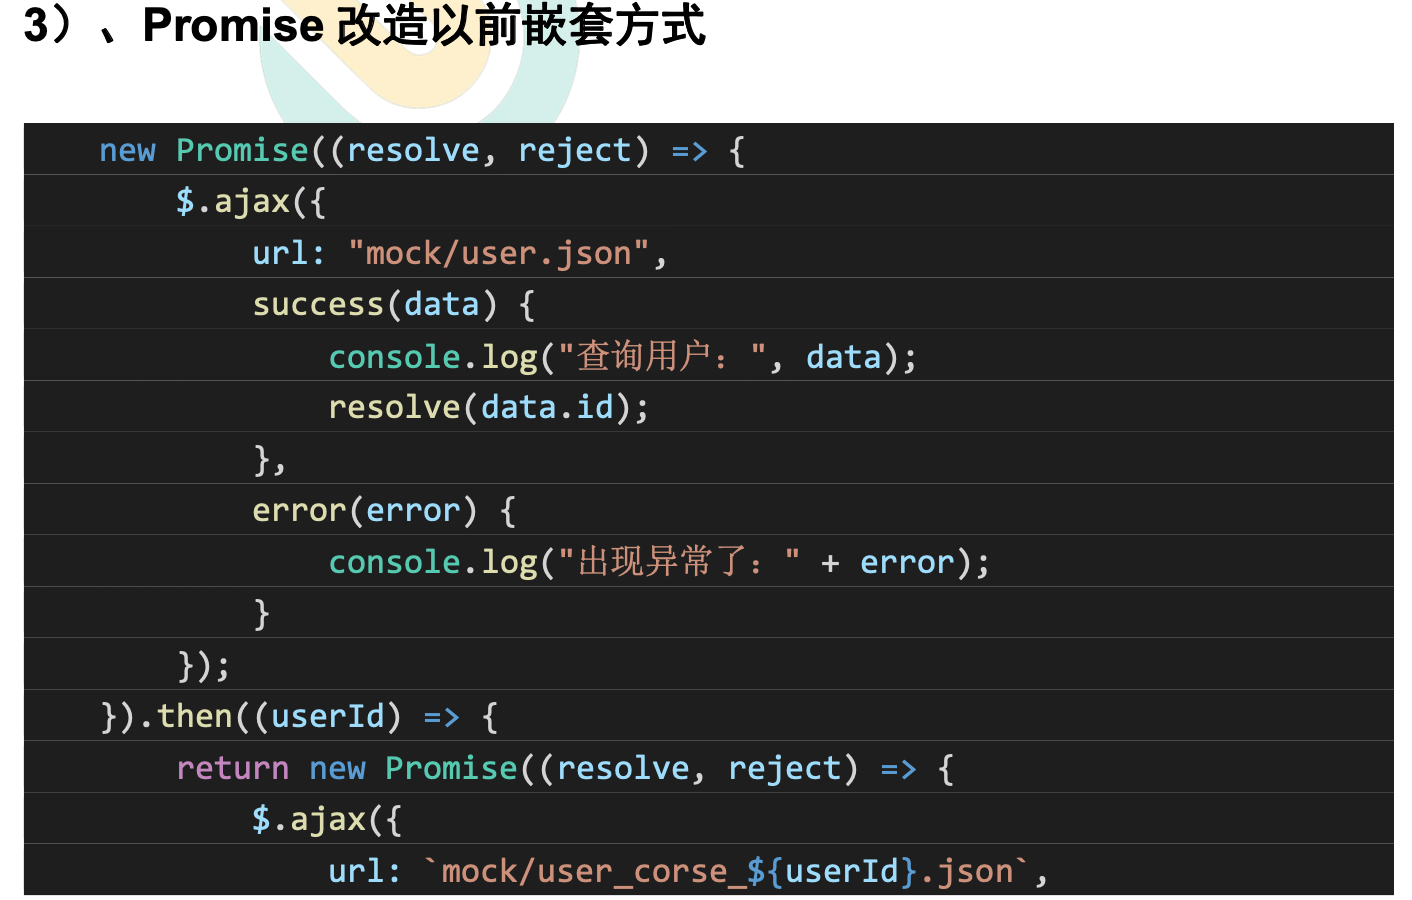 3）、Promise 改造以前嵌套方式
new Promise((resolve, reject) => {
$.ajax({
url: "mock/user.json",
success(data) {
console.log("查询用户：", data);
resolve(data.id);
},
error(error) {
console.log("出现异常了：" + error);
}
});
}).then((userId) => {
return new Promise((resolve, reject) => {
$.ajax({
url: `mock/user_corse_${userId}.json`,